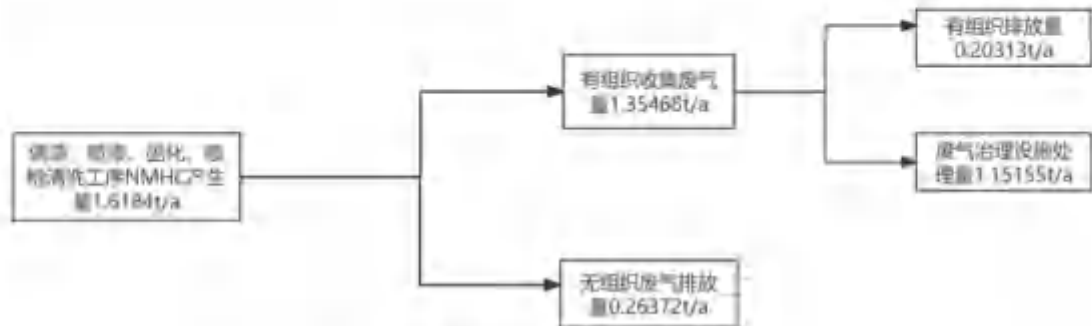 调漆、喷漆、固化、喷
枪清洗工序NMHC产生
量1.6184t/a
有组织收集废气
量1.35468t/a
无组织废气排放
量0.26372t/a
有组织排放量
0.20313t/a
废气治理设施处
理量1.15155t/a